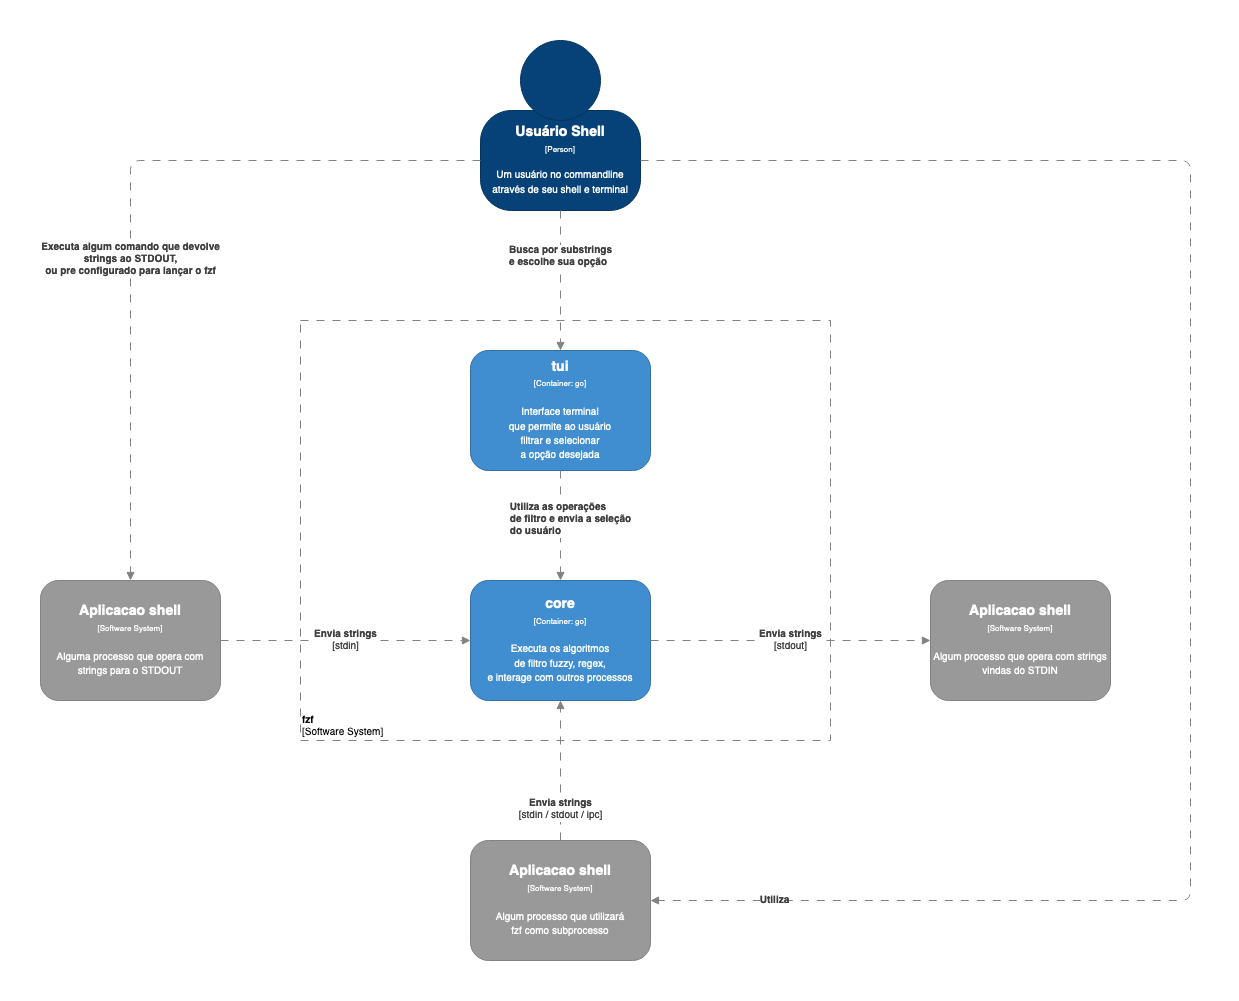 Usuário Shell
[Person]
Um usuário no commandline
através de seu shell e terminal
Executa algum comando que devolve
strings ao STDOUT,
ou pre configurado para lançar o fzf
Busca por substrings
e escolhe sua opção
tui
[Container: go]
Interface terminal
que permite ao usuário
filtrar e selecionar
a opção desejada
Utiliza as operações
de filtro e envia a seleção
do usuário
Aplicacao shell
[Software System]
Alguma processo que opera com
strings para o STDOUT
Envia strings
[stdin]
core
[Container: go]
Executa os algoritmos
de filtro fuzzy, regex,
e interage com outros processos
Envia strings
[stdout]
Aplicacao shell
[Software System]
Algum processo que opera com strings
vindas do STDIN
fzf
[Software System]
Envia strings
[stdin / stdout / ipc]
Aplicacao shell
[Software System]
Algum processo que utilizará
fzf como subprocesso
Utiliza